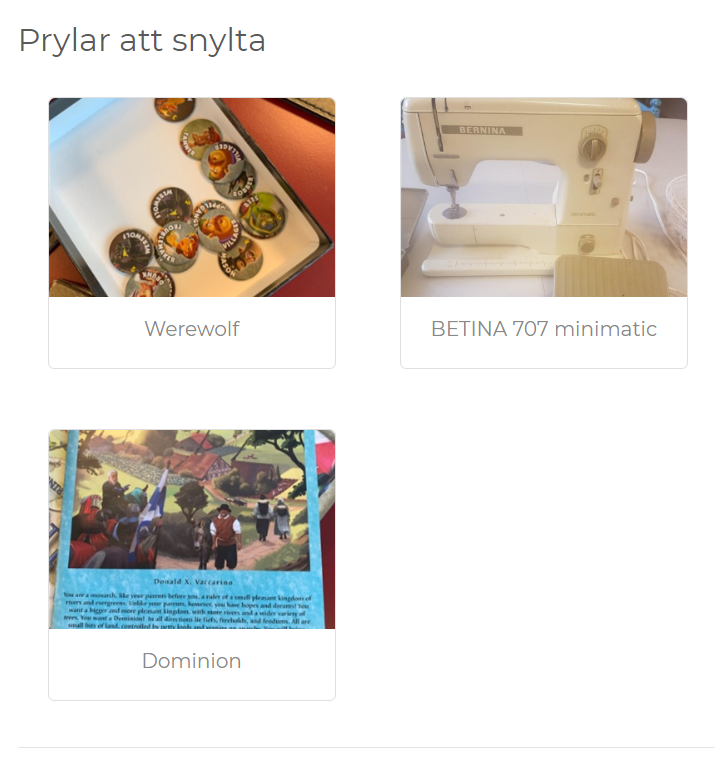 Prylar att snylta
WEREWOLF
VILLAGER
WEREWOLF
TROUBLEMAKER
VILLAGER
BERNINA
Werewolf
BETINA 707 minimatic
Donald X. Vaccarino
You are a monarch, like your parents before you, a ruler of a small pleasant kingdom of
rivers and evergreens. Unlike your parents, however, you have hopes and dreams! You
want a bigger and more pleasant kingdom, with more rivers and a wider variety of
trees. You want a Dominion! In all directions lie fiefs, freeholds, and feodums. All are
small bits of land, controlled by petty lords and verging on anarchy.
Dominion